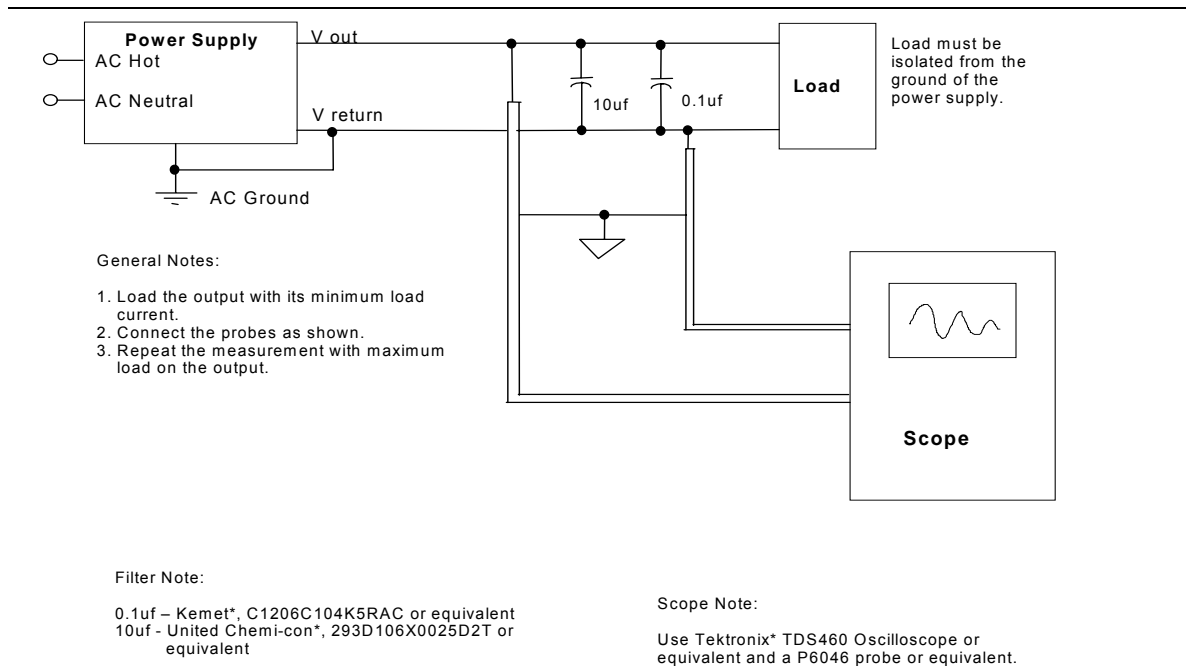 Power Supply
AC Hot
AC Neutral
V out
V return
AC Ground
10uf
0.1uf
Load
Load must be
isolated from the
ground of the
power supply.
General Notes:
1. Load the output with its minimum load
current.
2. Connect the probes as shown.
3. Repeat the measurement with maximum
load on the output.
Scope
Filter Note:
0.1uf – Kemet*, C1206C104K5RAC or equivalent
10uf - United Chemi-con*, 293D106X0025D2T or
equivalent
Scope Note:
Use Tektronix* TDS460 Oscilloscope or
equivalent and a P6046 probe or equivalent.